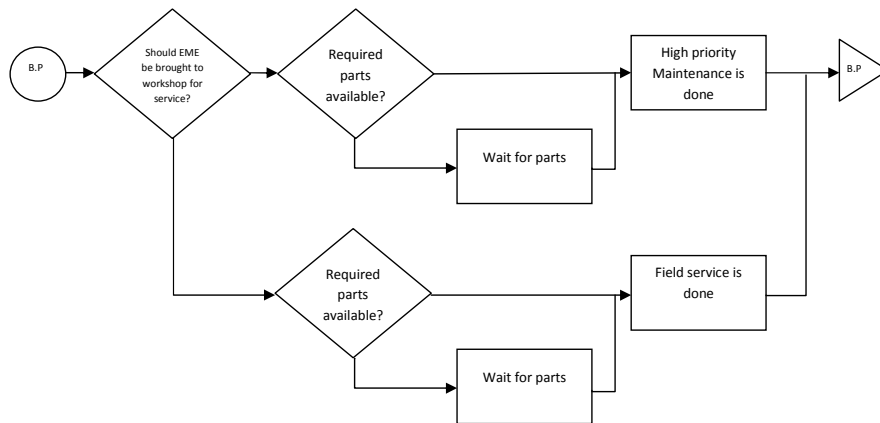 B.P
Should EME
be brought to
workshop for
service?
Required
parts
available?
High priority
Maintenance is
done
B.P
Wait for parts
Required
parts
available?
Field service is
done
Wait for parts